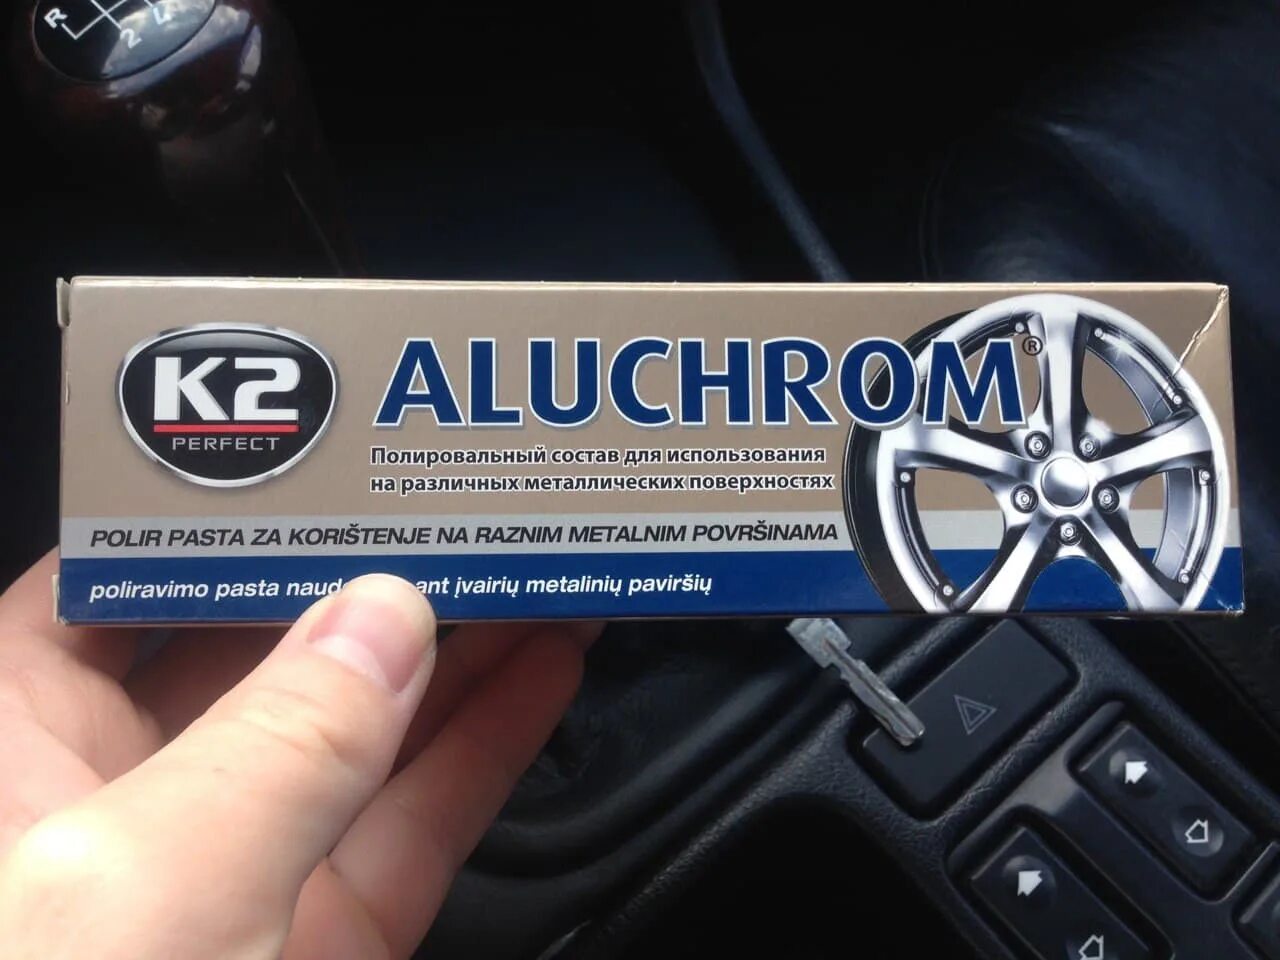 R
2
K2
PERFECT
ALUCHROM®
Полировальный состав для использования
на различных металлических поверхностях
POLIR PASTA ZA KORIŠTENJE NA RAZNIM METALNIM POVRŠINAMA
poliravimo pasta ant įvairių metalinių paviršių